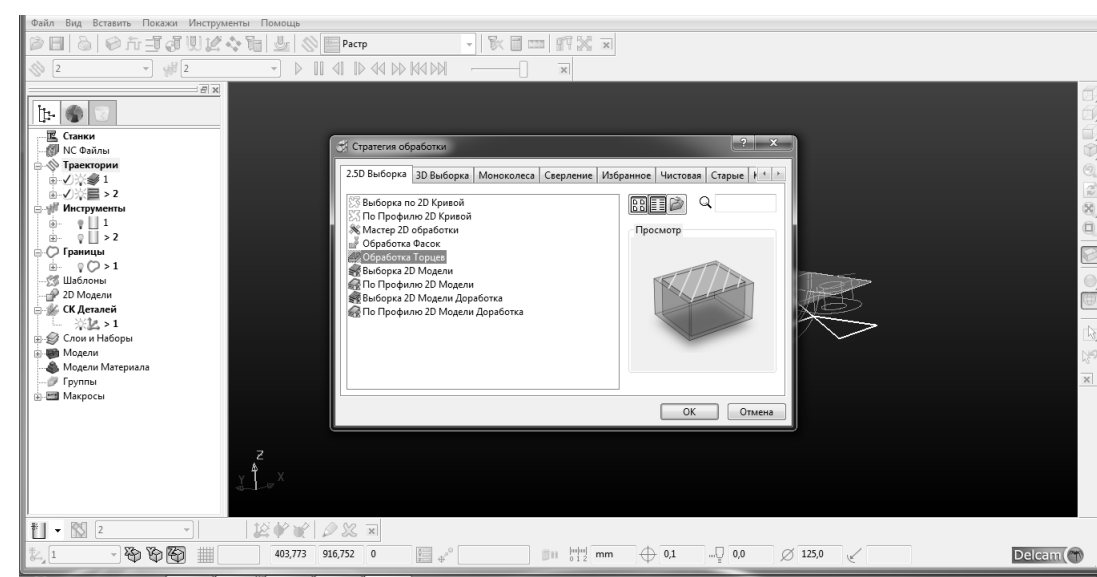 Файл Вид Вставить Покажи Инструменты Помощь
Растр
2 2
Станки
NC Файлы
Траектории
1
> 2
Инструменты
1
> 2
Границы
> 1
Шаблоны
2D Модели
СК Деталей
> 1
Слои и Наборы
Модели
Модели Материала
Группы
Макросы
Стратегия обработки
2.5D Выборка 3D Выборка Моноколеса Сверление Избранное Чистовая Старые
Выборка по 2D Кривой
По Профилю 2D Кривой
Мастер 2D обработки
Обработка Фасок
Обработка Торцев
Выборка 2D Модели
По Профилю 2D Модели
Выборка 2D Модели Доработка
По Профилю 2D Модели Доработка
Просмотр
OK Отмена
Z
Y X
2
1 403,773 916,752 0 mm 0,1 0,0 125,0 Delcam